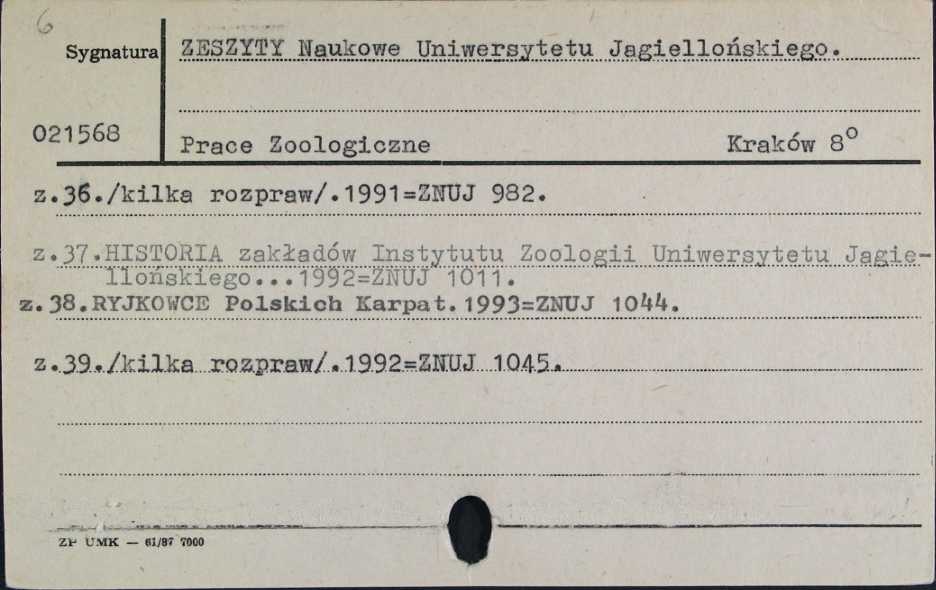 6
Sygnatura
ZESZYTY Naukowe Uniwersytetu Jagiellońskiego.
021568
Prace Zoologiczne Kraków 8°
z.36./kilka rozpraw/.1991=ZNUJ 982.
z.37.HISTORIA zakładów Instytutu Zoologii Uniwersytetu Jagie-
llońskiego...1992=ZNUJ 1011.
z.38.RYJKOWCE Polskich Karpat.1993=ZNUJ 1044.
z.39./kilka rozpraw/.1992=ZNUJ 1045.
ZP UMK — 61/87 7000